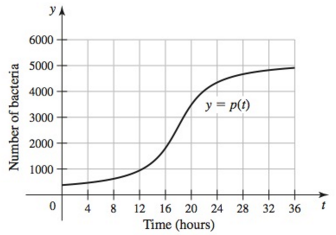 y
6000
5000
4000
3000
2000
1000
Number of bacteria
y = p(t)
0 4 8 12 16 20 24 28 32 36 t
Time (hours)